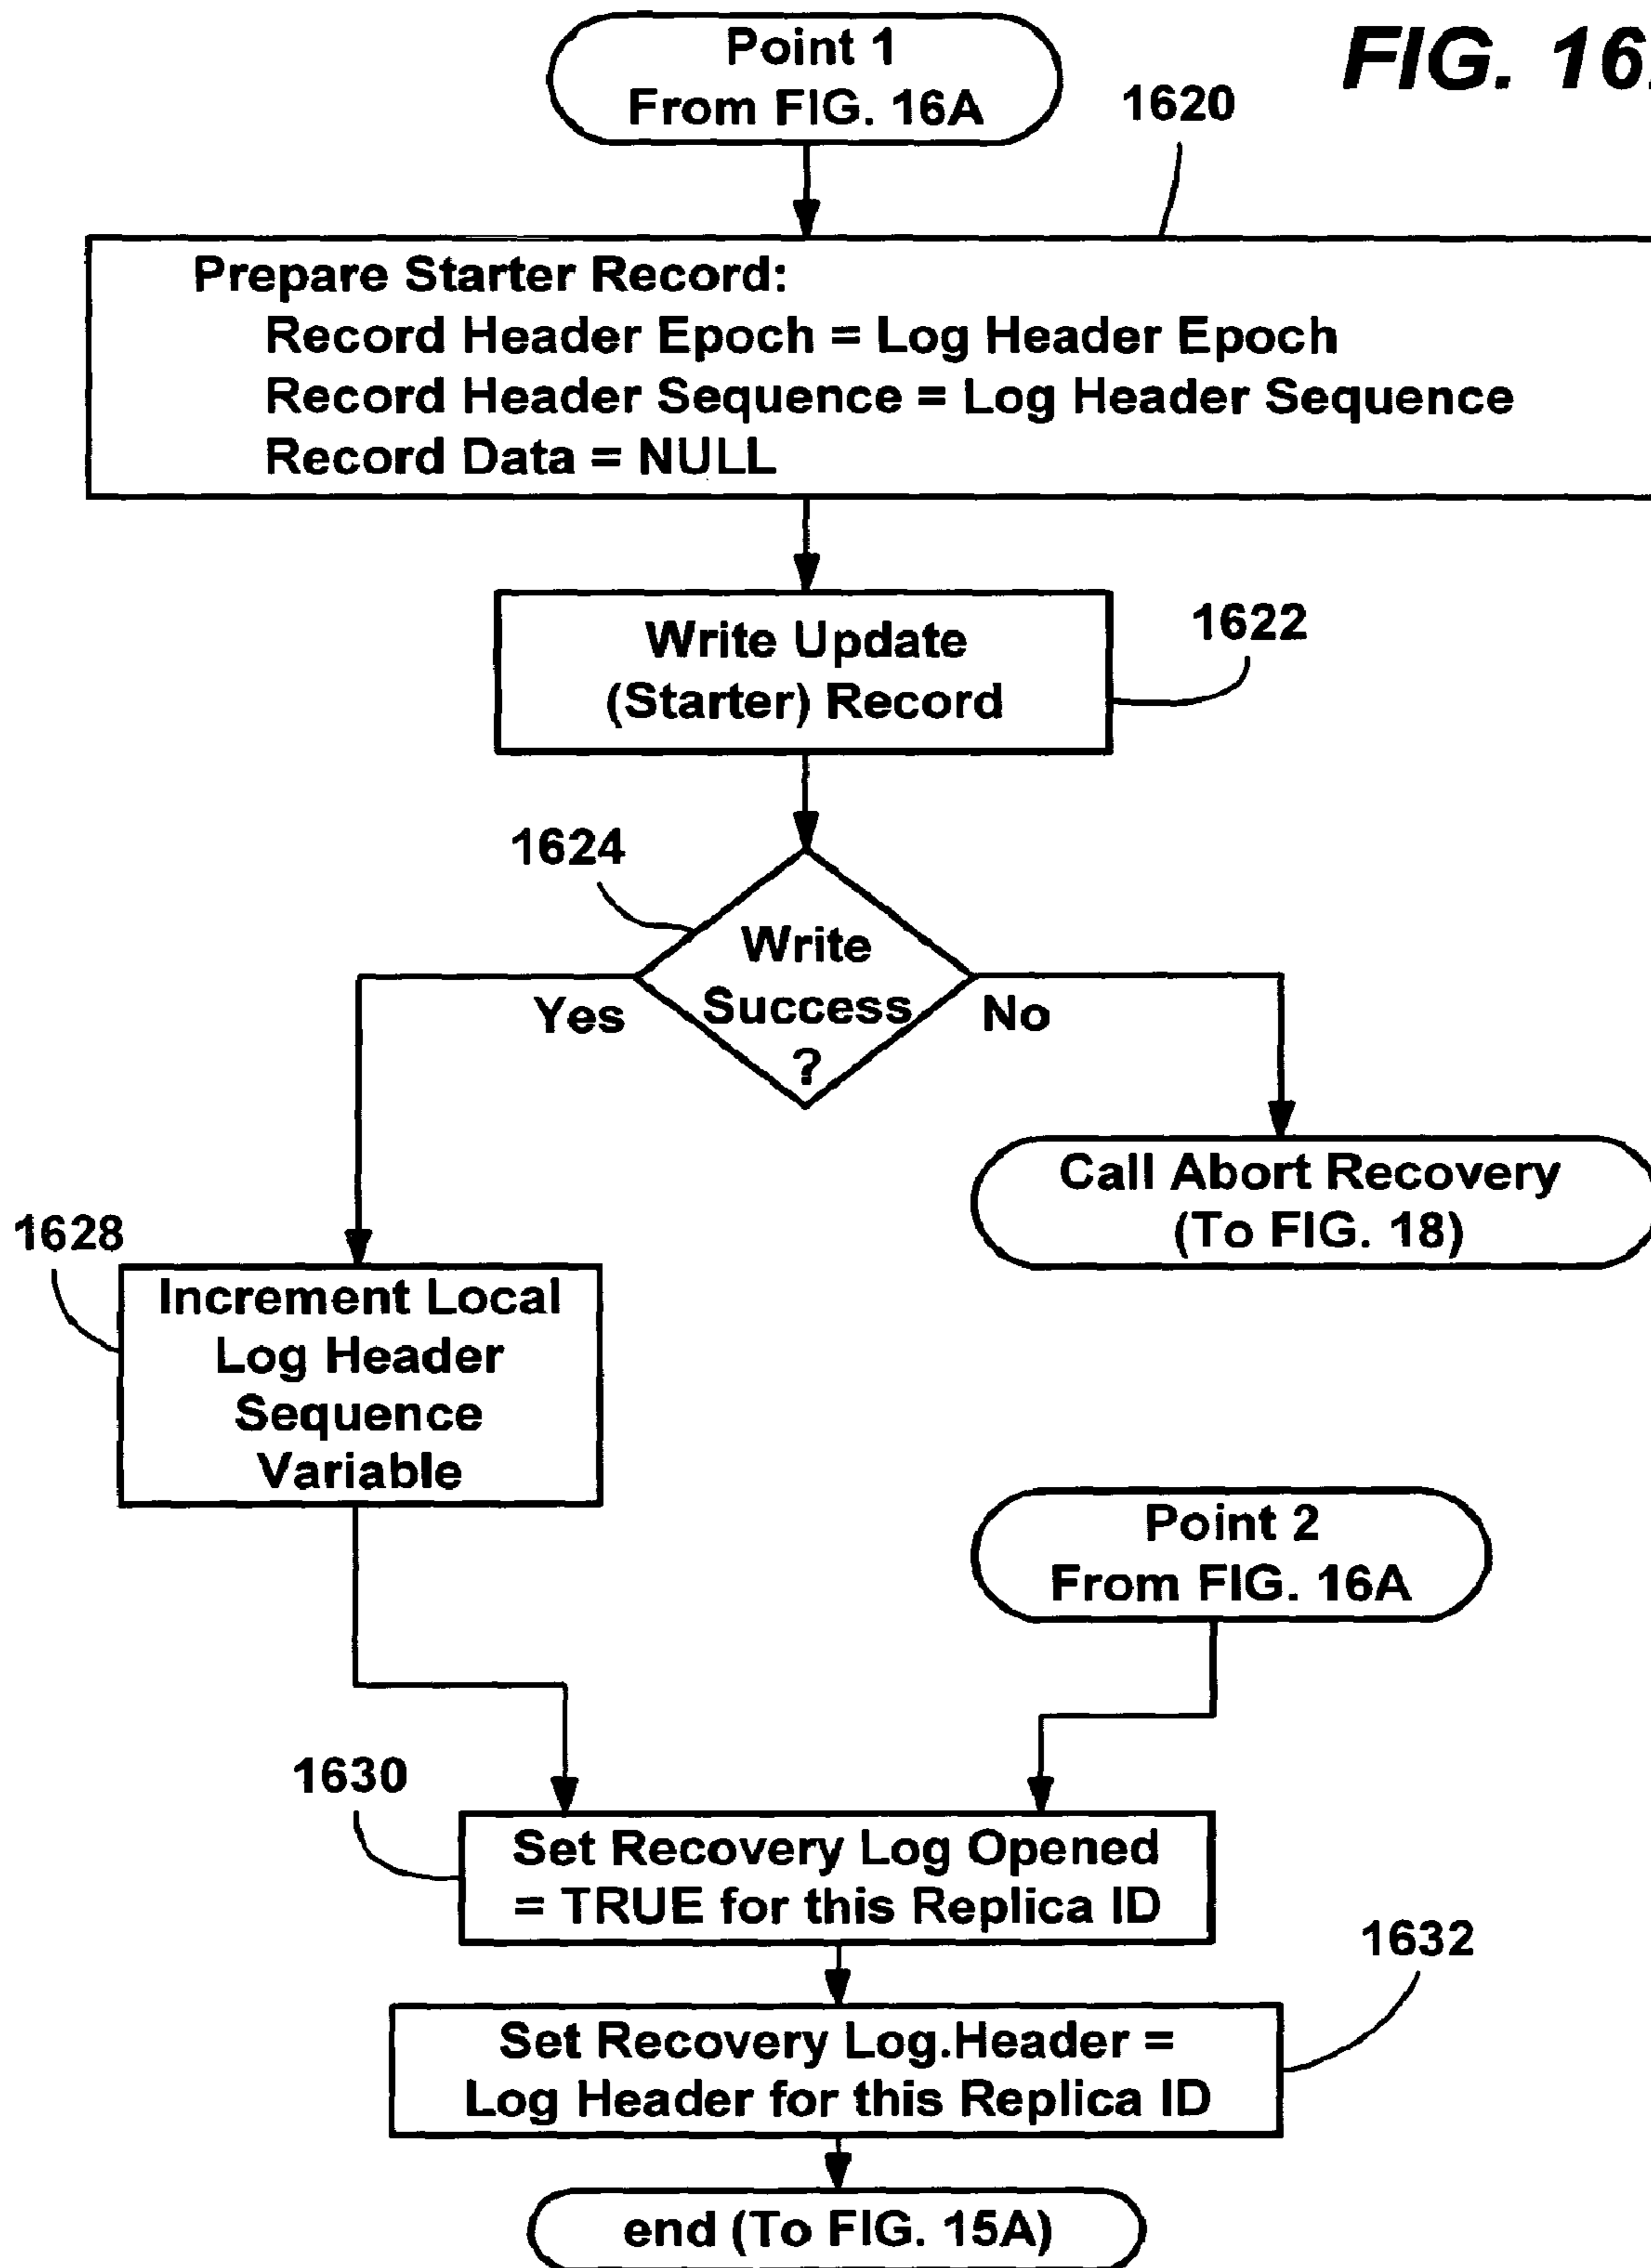 Point 1
From FIG. 16A
FIG. 16
1620
Prepare Starter Record:
Record Header Epoch = Log Header Epoch
Record Header Sequence = Log Header Sequence
Record Data = NULL
Write Update
(Starter) Record
1622
1624
Write
Success
?
Yes
No
Call Abort Recovery
(To FIG. 18)
1628
Increment Local
Log Header
Sequence
Variable
Point 2
From FIG. 16A
1630
Set Recovery Log Opened
= TRUE for this Replica ID
1632
Set Recovery Log.Header =
Log Header for this Replica ID
end (To FIG. 15A)